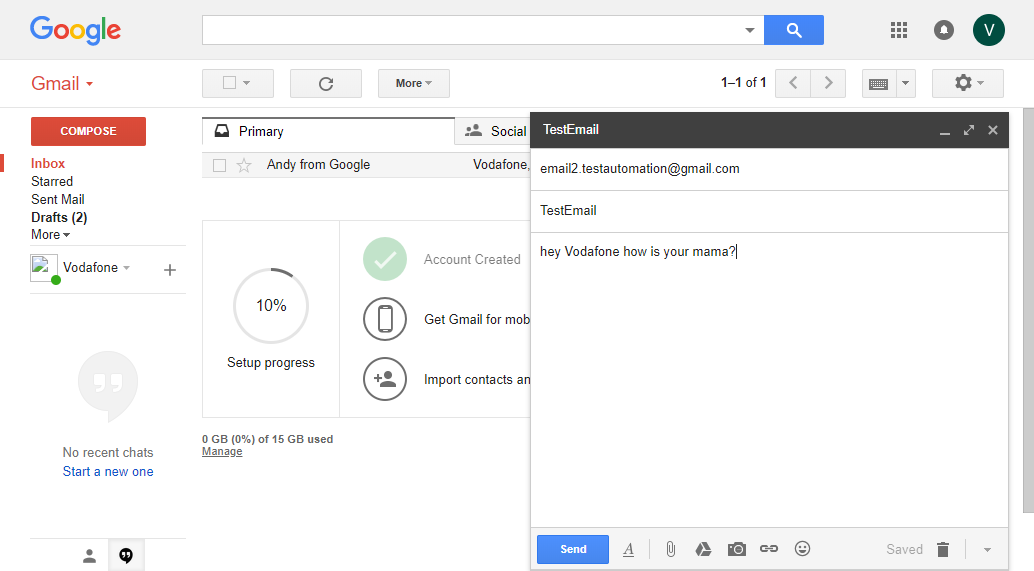 Google
V
Gmail
More
1–1 of 1
COMPOSE
Inbox
Starred
Sent Mail
Drafts (2)
More
Vodafone
No recent chats
Start a new one
Primary
Social
Andy from Google
Vodafone,
10%
Setup progress
Account Created
Get Gmail for mob
Import contacts an
0 GB (0%) of 15 GB used
Manage
TestEmail
email2.testautomation@gmail.com
TestEmail
hey Vodafone how is your mama?
Send
A
Saved